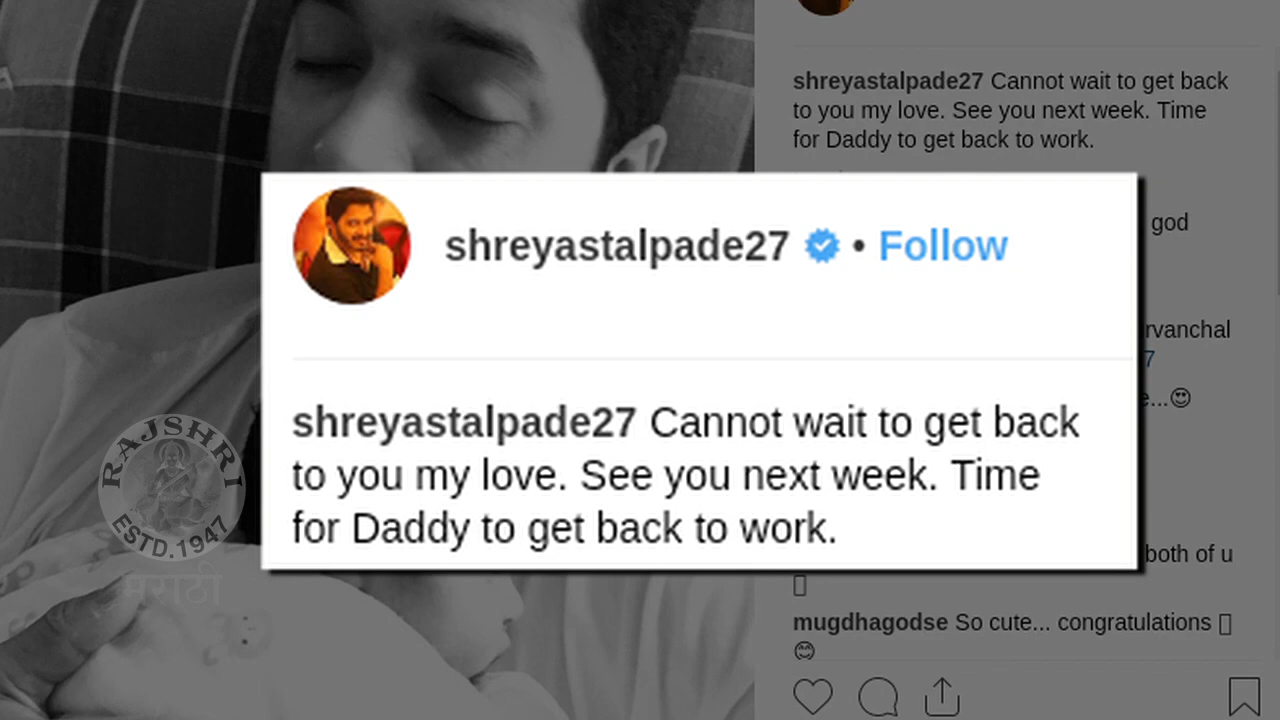 shreyastalpade27 Cannot wait to get back
to you my love. See you next week. Time
for Daddy to get back to work.
god
shreyastalpade27 • Follow
rvanchal
7
e...😍
shreyastalpade27 Cannot wait to get back
to you my love. See you next week. Time
for Daddy to get back to work.
RAJSHRI
ESTD.1947
मराठी
both of u
mugdhagodse So cute... congratulations
😊